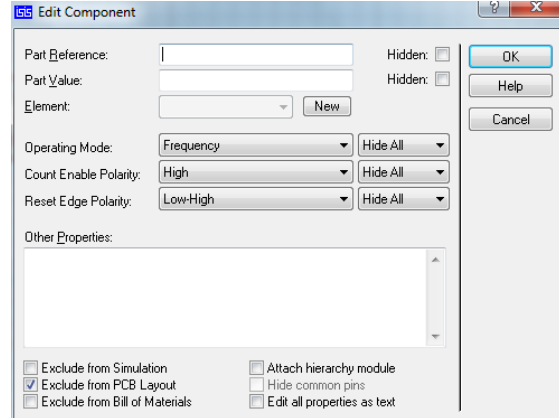 ISIS Edit Component ? X
Part Reference: Hidden: OK
Part Value: Hidden: Help
Element: New Cancel
Operating Mode: Frequency Hide All
Count Enable Polarity: High Hide All
Reset Edge Polarity: Low-High Hide All
Other Properties:
Exclude from Simulation Attach hierarchy module
Exclude from PCB Layout Hide common pins
Exclude from Bill of Materials Edit all properties as text